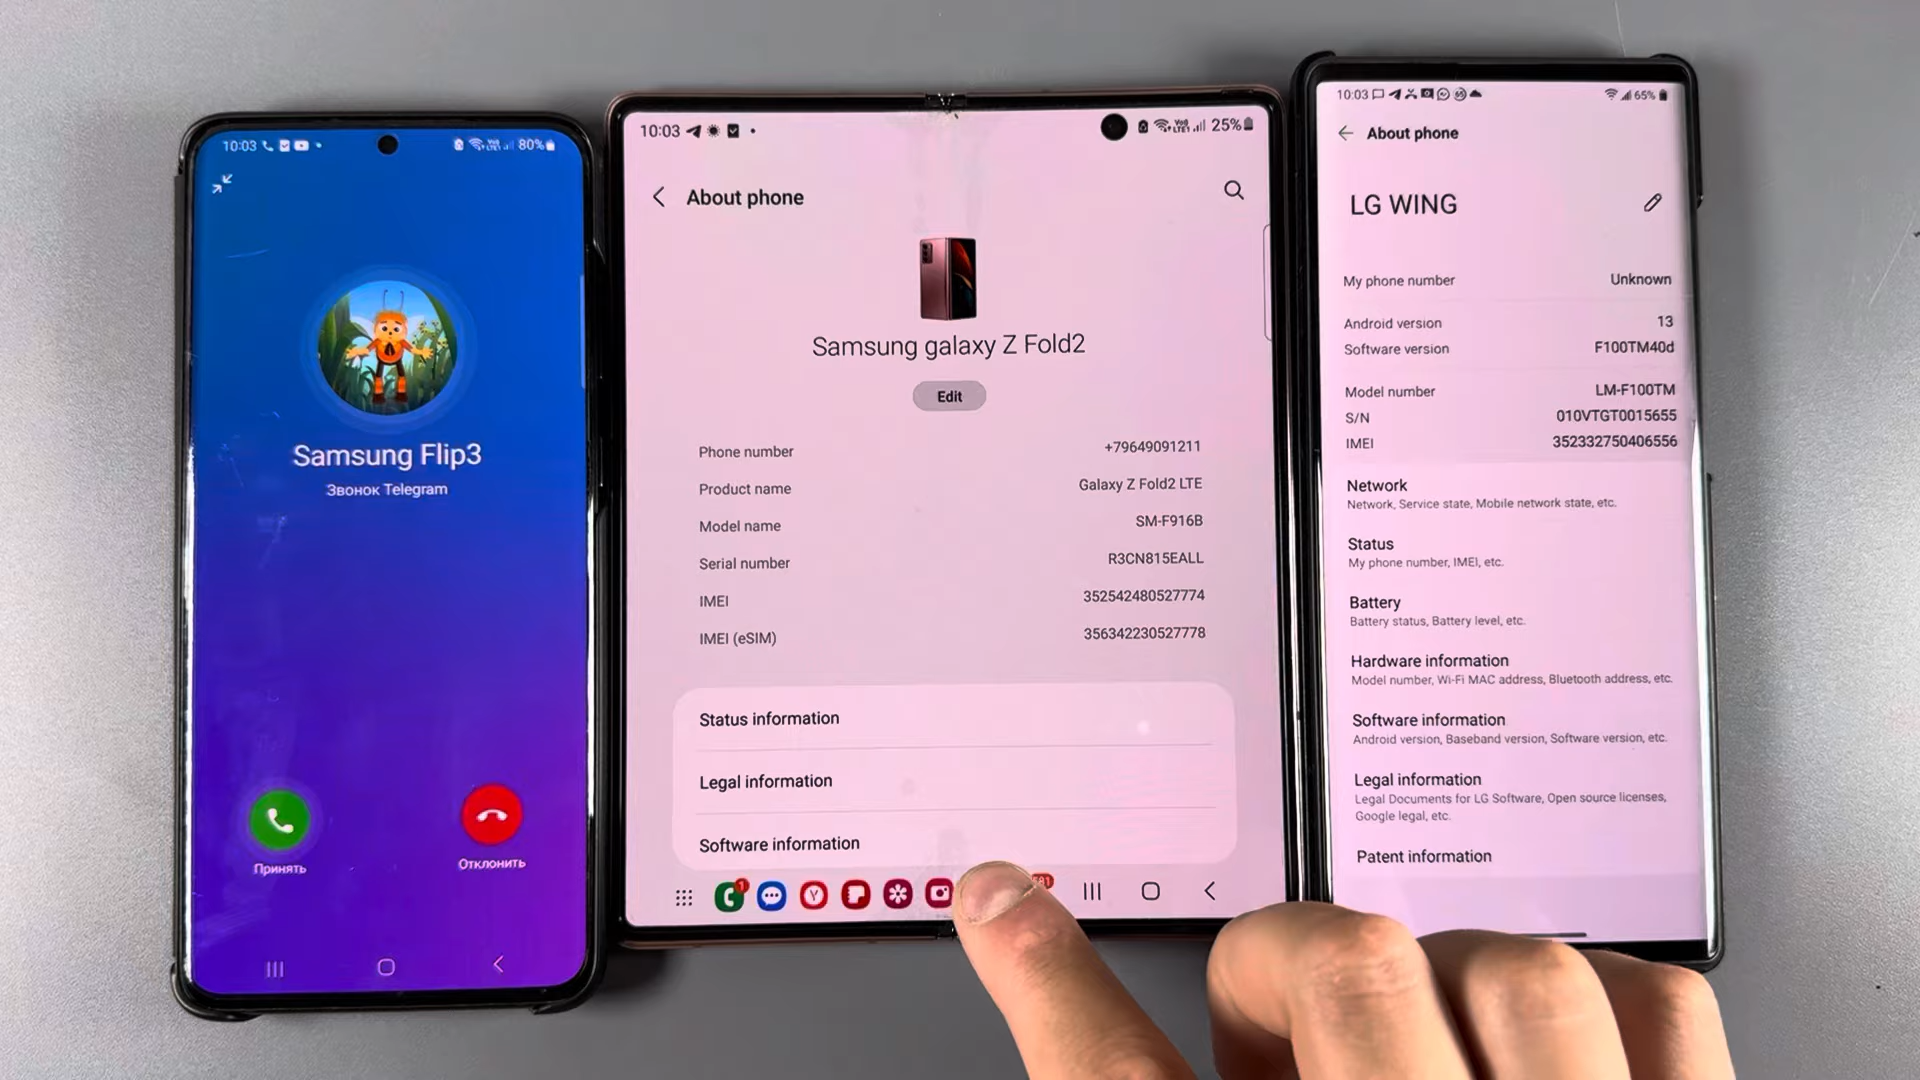 10:03
80%
Samsung Flip3
Звонок Telegram
Принять
Отклонить
10:03
25%
About phone
Samsung galaxy Z Fold2
Edit
Phone number +79649091211
Product name Galaxy Z Fold2 LTE
Model name SM-F916B
Serial number R3CN815EALL
IMEI 352542480527774
IMEI (eSIM) 356342230527778
Status information
Legal information
Software information
1
10:03
65%
About phone
LG WING
My phone number Unknown
Android version 13
Software version F100TM40d
Model number LM-F100TM
S/N 010VTGT0015655
IMEI 352332750406556
Network
Network, Service state, Mobile network state, etc.
Status
My phone number, IMEI, etc.
Battery
Battery status, Battery level, etc.
Hardware information
Model number, Wi-Fi MAC address, Bluetooth address, etc.
Software information
Android version, Baseband version, Software version, etc.
Legal information
Legal Documents for LG Software, Open source licenses,
Google legal, etc.
Patent information